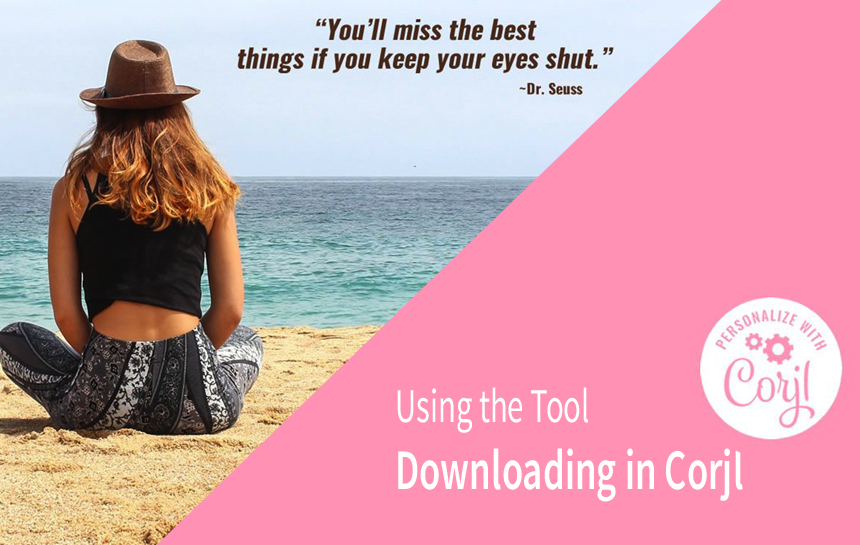 “You’ll miss the best
things if you keep your eyes shut.”
~Dr. Seuss
PERSONALIZE WITH
Corjl
Using the Tool
Downloading in Corjl